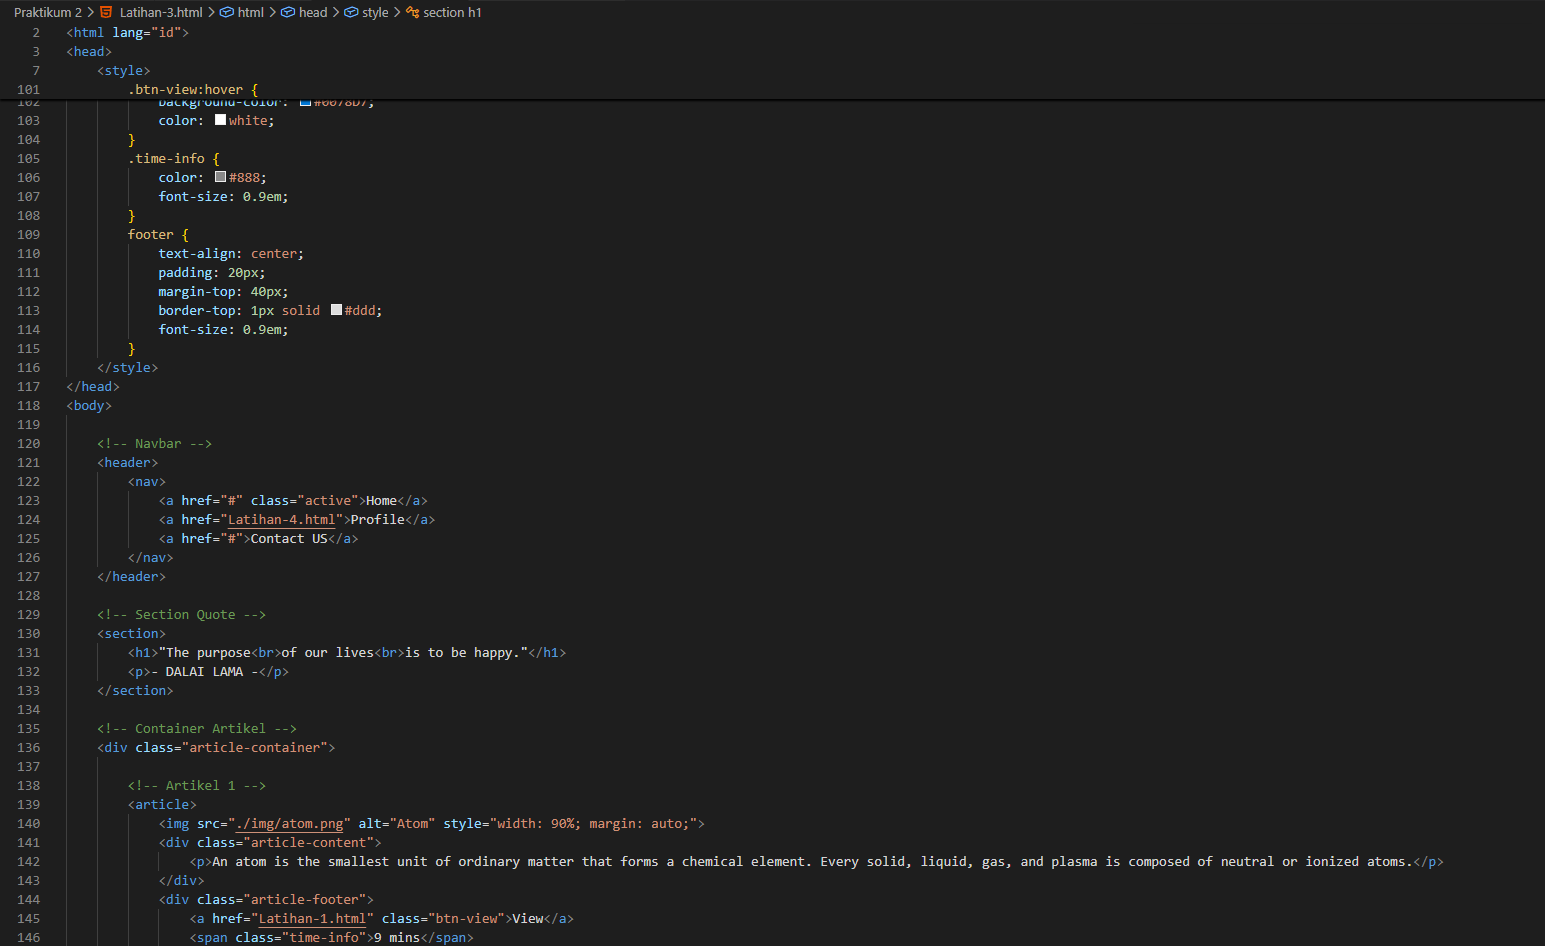 Praktikum 2 > Latihan-3.html > html > head > style > section h1
2 <html lang="id">
3 <head>
7 <style>
101 .btn-view:hover {
102 background-color: #0078D7;
103 color: white;
104 }
105 .time-info {
106 color: #888;
107 font-size: 0.9em;
108 }
109 footer {
110 text-align: center;
111 padding: 20px;
112 margin-top: 40px;
113 border-top: 1px solid #ddd;
114 font-size: 0.9em;
115 }
116 </style>
117 </head>
118 <body>
119
120 <!-- Navbar -->
121 <header>
122 <nav>
123 <a href="#" class="active">Home</a>
124 <a href="Latihan-4.html">Profile</a>
125 <a href="#">Contact US</a>
126 </nav>
127 </header>
128
129 <!-- Section Quote -->
130 <section>
131 <h1>"The purpose<br>of our lives<br>is to be happy."</h1>
132 <p>- DALAI LAMA -</p>
133 </section>
134
135 <!-- Container Artikel -->
136 <div class="article-container">
137
138 <!-- Artikel 1 -->
139 <article>
140 <img src="./img/atom.png" alt="Atom" style="width: 90%; margin: auto;">
141 <div class="article-content">
142 <p>An atom is the smallest unit of ordinary matter that forms a chemical element. Every solid, liquid, gas, and plasma is composed of neutral or ionized atoms.</p>
143 </div>
144 <div class="article-footer">
145 <a href="Latihan-1.html" class="btn-view">View</a>
146 <span class="time-info">9 mins</span>